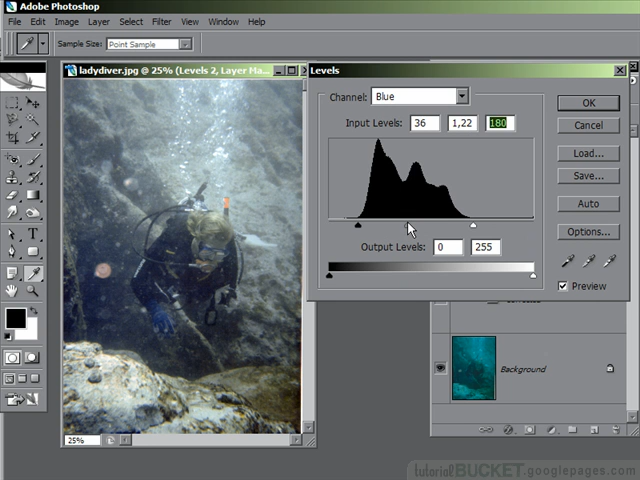 Adobe Photoshop
File Edit Image Layer Select Filter View Window Help
Sample Size: Point Sample
ladydiver.jpg @ 25% (Levels 2, Layer Ma...
Levels
Channel: Blue
Input Levels: 36 1,22 180
Output Levels: 0 255
OK
Cancel
Load...
Save...
Auto
Options...
Preview
Background
25%
tutorialBUCKET.googlepages.com